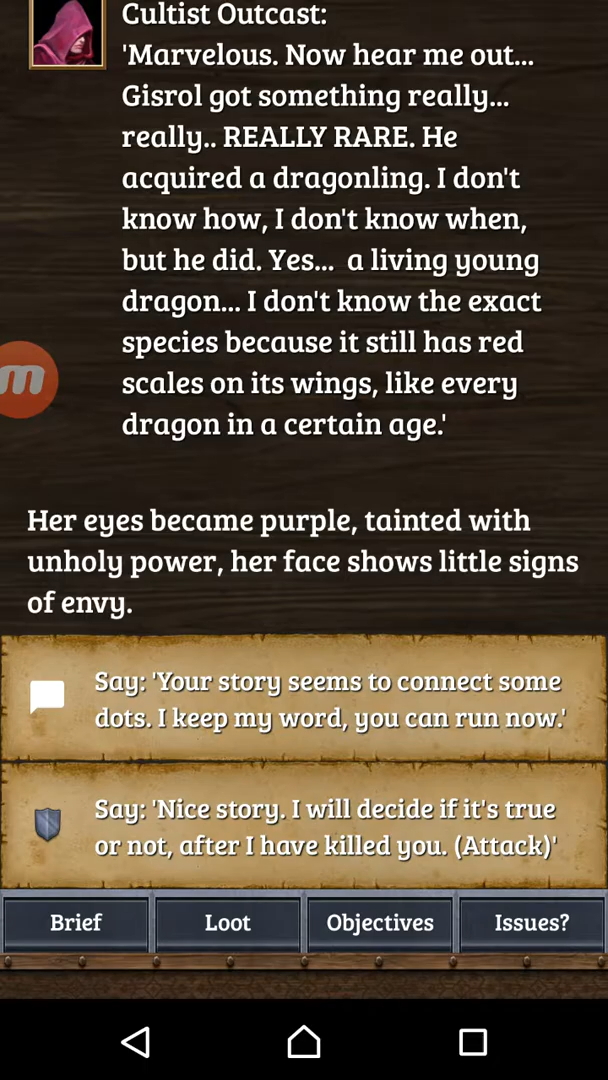 Cultist Outcast:
'Marvelous. Now hear me out...
Gisrol got something really...
really.. REALLY RARE. He
acquired a dragonling. I don't
know how, I don't know when,
but he did. Yes... a living young
dragon... I don't know the exact
species because it still has red
scales on its wings, like every
dragon in a certain age.'
Her eyes became purple, tainted with
unholy power, her face shows little signs
of envy.
Say: 'Your story seems to connect some
dots. I keep my word, you can run now.'
Say: 'Nice story. I will decide if it's true
or not, after I have killed you. (Attack)'
Brief Loot Objectives Issues?